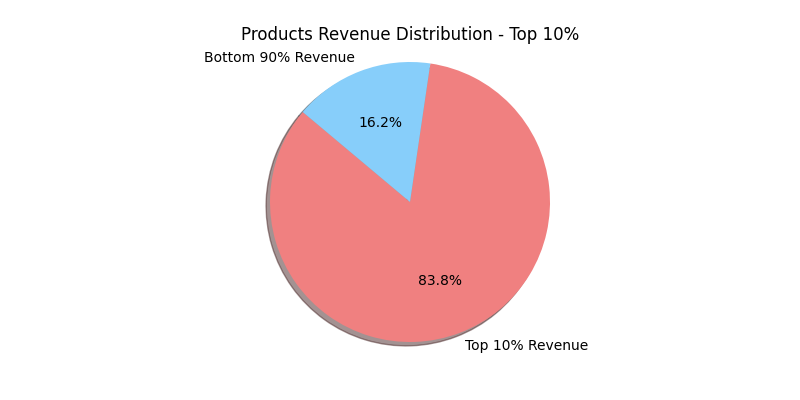 Products Revenue Distribution - Top 10%
Bottom 90% Revenue
16.2%
83.8%
Top 10% Revenue